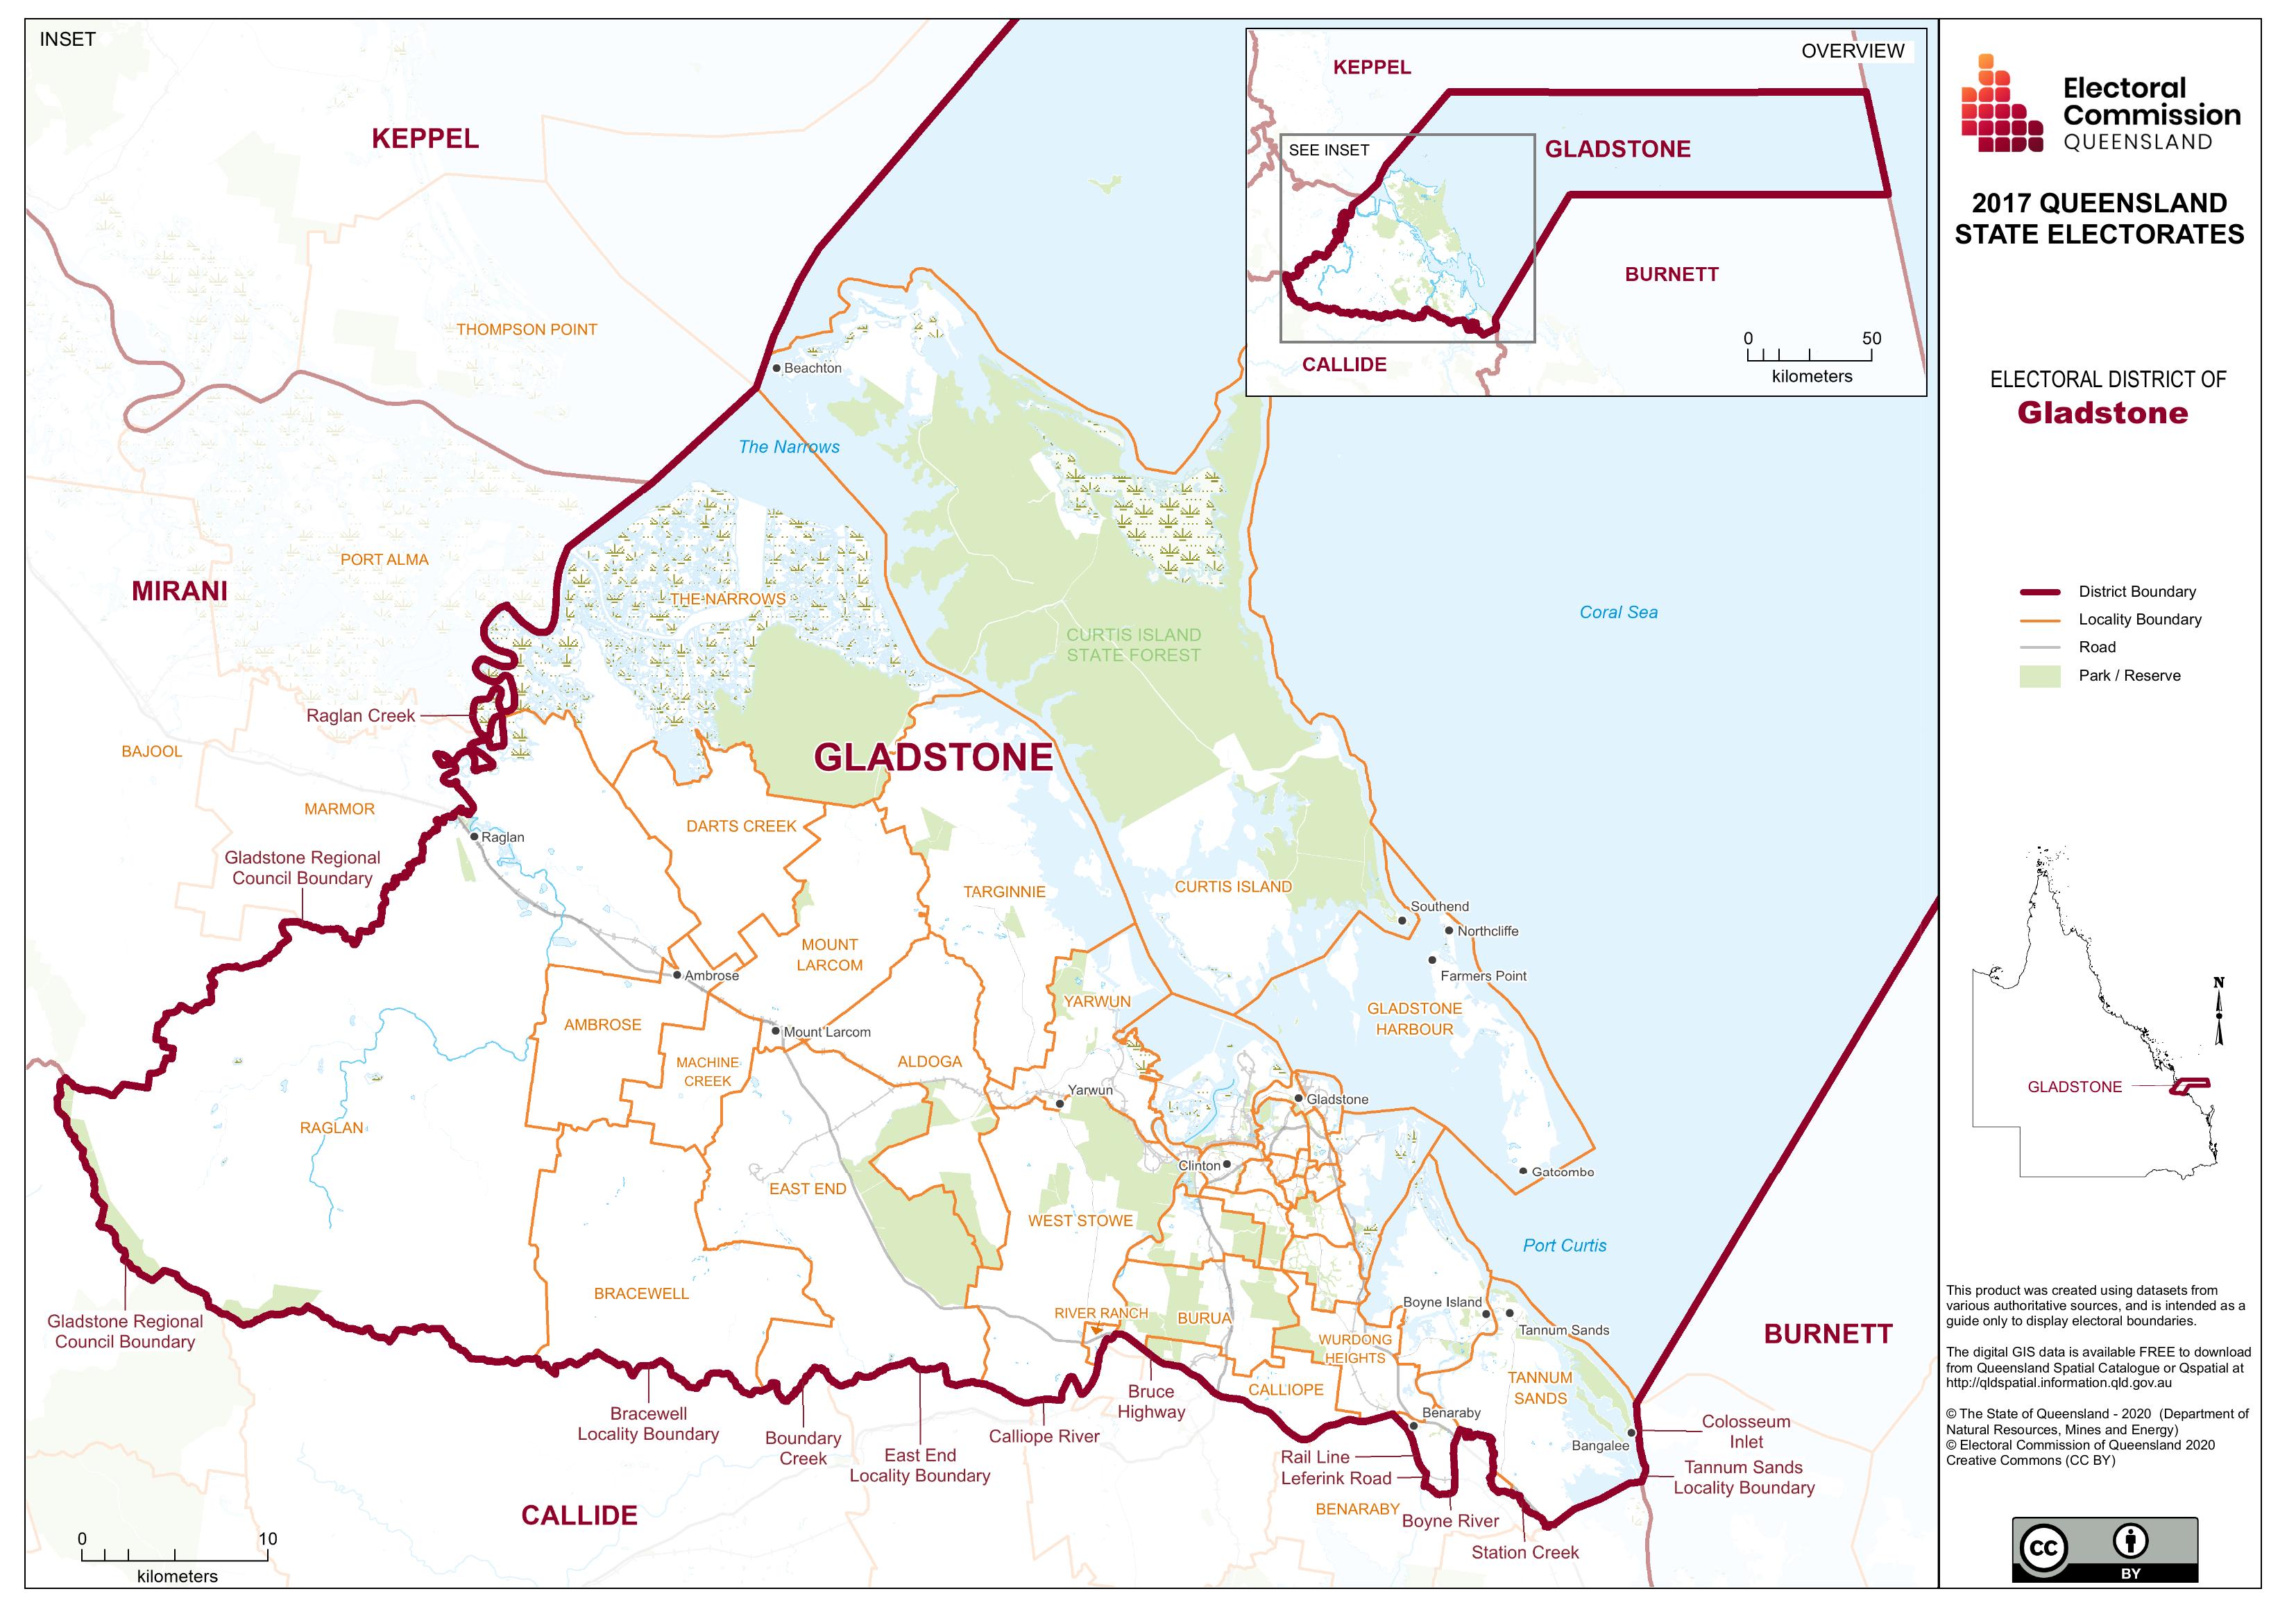 INSET
KEPPEL
THOMPSON POINT
Beachton
The Narrows
PORT ALMA
MIRANI
THE NARROWS
Coral Sea
CURTIS ISLAND
STATE FOREST
Raglan Creek
BAJOOL
GLADSTONE
MARMOR
DARTS CREEK
Raglan
Gladstone Regional
Council Boundary
TARGINNIE
CURTIS ISLAND
Southend
Northcliffe
MOUNT
LARCOM
Ambrose
Farmers Point
YARWUN
GLADSTONE
HARBOUR
AMBROSE
Mount Larcom
MACHINE
CREEK
ALDOGA
Yarwun
Gladstone
RAGLAN
Clinton
Gatcombe
EAST END
WEST STOWE
Port Curtis
BRACEWELL
Boyne Island
RIVER RANCH
BURUA
Tannum Sands
Gladstone Regional
Council Boundary
WURDONG
HEIGHTS
BURNETT
TANNUM
SANDS
CALLIOPE
Bruce
Highway
Bracewell
Locality Boundary
Benaraby
Colosseum
Inlet
Boundary
Creek
Calliope River
Bangalee
East End
Locality Boundary
Rail Line
Leferink Road
Tannum Sands
Locality Boundary
CALLIDE
BENARABY
Boyne River
Station Creek
0 10
kilometers
OVERVIEW
KEPPEL
SEE INSET
GLADSTONE
BURNETT
CALLIDE
0 50
kilometers
Electoral
Commission
QUEENSLAND
2017 QUEENSLAND
STATE ELECTORATES
ELECTORAL DISTRICT OF
Gladstone
District Boundary
Locality Boundary
Road
Park / Reserve
N
GLADSTONE
This product was created using datasets from
various authoritative sources, and is intended as a
guide only to display electoral boundaries.
The digital GIS data is available FREE to download
from Queensland Spatial Catalogue or Qspatial at
http://qldspatial.information.qld.gov.au
© The State of Queensland - 2020 (Department of
Natural Resources, Mines and Energy)
© Electoral Commission of Queensland 2020
Creative Commons (CC BY)
CC
BY